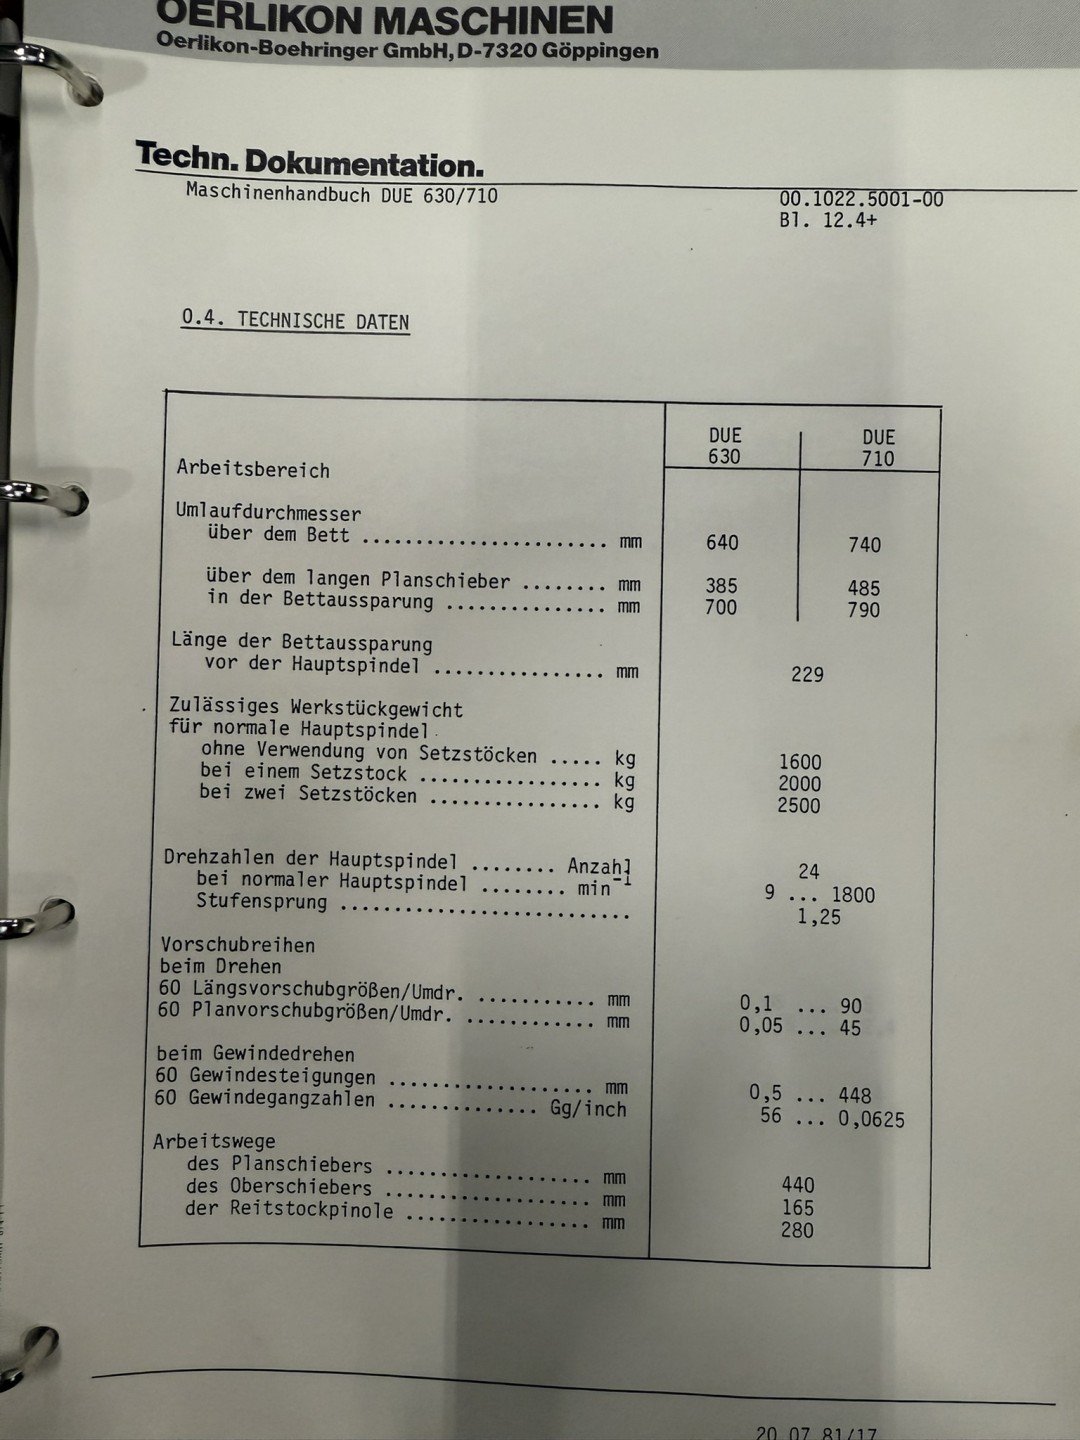 OERLIKON MASCHINEN
Oerlikon-Boehringer GmbH, D-7320 Göppingen
Techn. Dokumentation.
Maschinenhandbuch DUE 630/710 00.1022.5001-00
Bl. 12.4+
0.4. TECHNISCHE DATEN
DUE DUE
630 710
Arbeitsbereich
Umlaufdurchmesser
über dem Bett ....................... mm 640 740
über dem langen Planschieber ........ mm 385 485
in der Bettaussparung ............... mm 700 790
Länge der Bettaussparung
vor der Hauptspindel ................ mm 229
Zulässiges Werkstückgewicht
für normale Hauptspindel
ohne Verwendung von Setzstöcken ..... kg 1600
bei einem Setzstock ................. kg 2000
bei zwei Setzstöcken ................ kg 2500
Drehzahlen der Hauptspindel ........ Anzahl 24
bei normaler Hauptspindel ........ min⁻¹ 9 ... 1800
Stufensprung ........................... 1,25
Vorschubreihen
beim Drehen
60 Längsvorschubgrößen/Umdr. ........... mm 0,1 ... 90
60 Planvorschubgrößen/Umdr. ............ mm 0,05 ... 45
beim Gewindedrehen
60 Gewindesteigungen ................... mm 0,5 ... 448
60 Gewindegangzahlen .............. Gg/inch 56 ... 0,0625
Arbeitswege
des Planschiebers ................... mm 440
des Oberschiebers ................... mm 165
der Reitstockpinole ................. mm 280
20.07.81/17